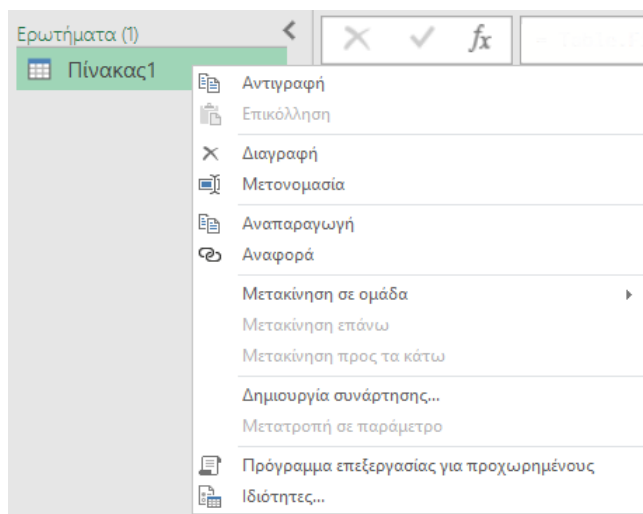 Ερωτήματα (1)
fx
Πίνακας1
Αντιγραφή
Επικόλληση
Διαγραφή
Μετονομασία
Αναπαραγωγή
Αναφορά
Μετακίνηση σε ομάδα
Μετακίνηση επάνω
Μετακίνηση προς τα κάτω
Δημιουργία συνάρτησης...
Μετατροπή σε παράμετρο
Πρόγραμμα επεξεργασίας για προχωρημένους
Ιδιότητες...